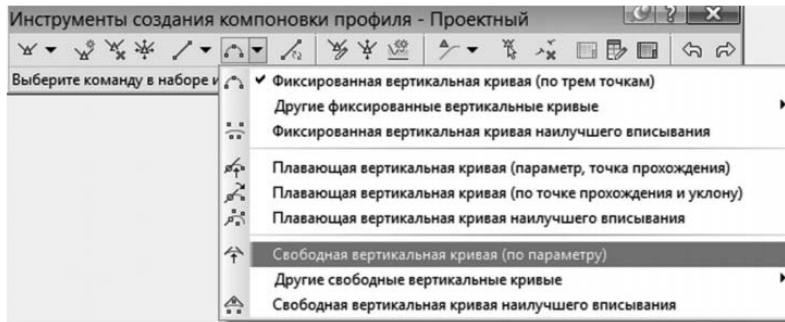 Инструменты создания компоновки профиля - Проектный
Выберите команду в наборе и
Фиксированная вертикальная кривая (по трем точкам)
Другие фиксированные вертикальные кривые
Фиксированная вертикальная кривая наилучшего вписывания
Плавающая вертикальная кривая (параметр, точка прохождения)
Плавающая вертикальная кривая (по точке прохождения и уклону)
Плавающая вертикальная кривая наилучшего вписывания
Свободная вертикальная кривая (по параметру)
Другие свободные вертикальные кривые
Свободная вертикальная кривая наилучшего вписывания